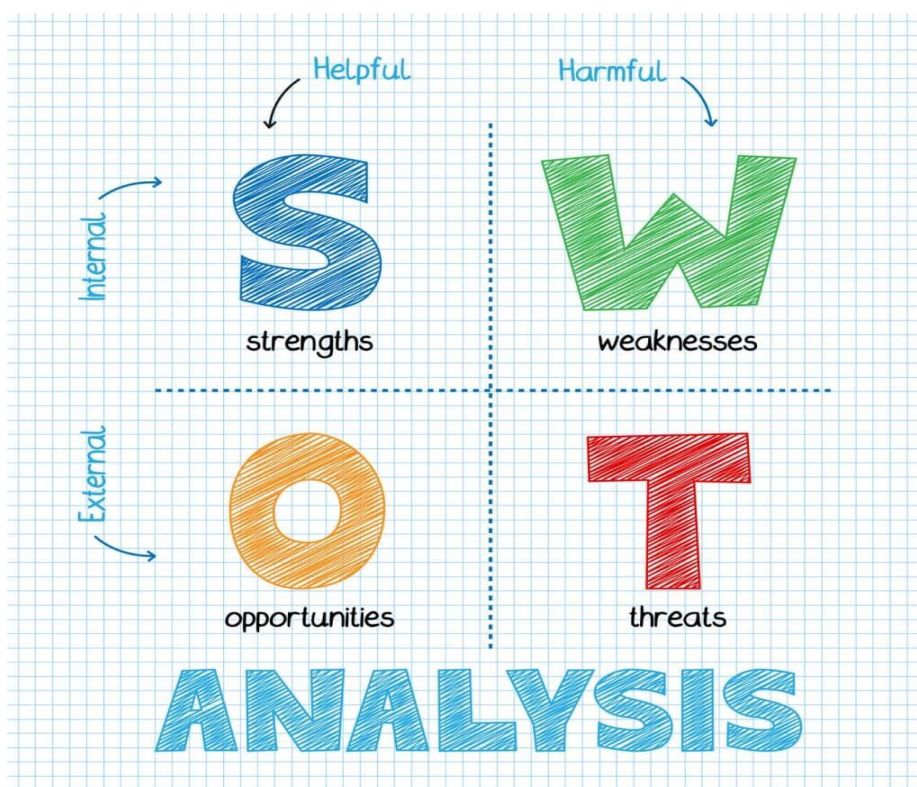 Helpful
Harmful
Internal
S
W
strengths
weaknesses
External
O
T
opportunities
threats
ANALYSIS